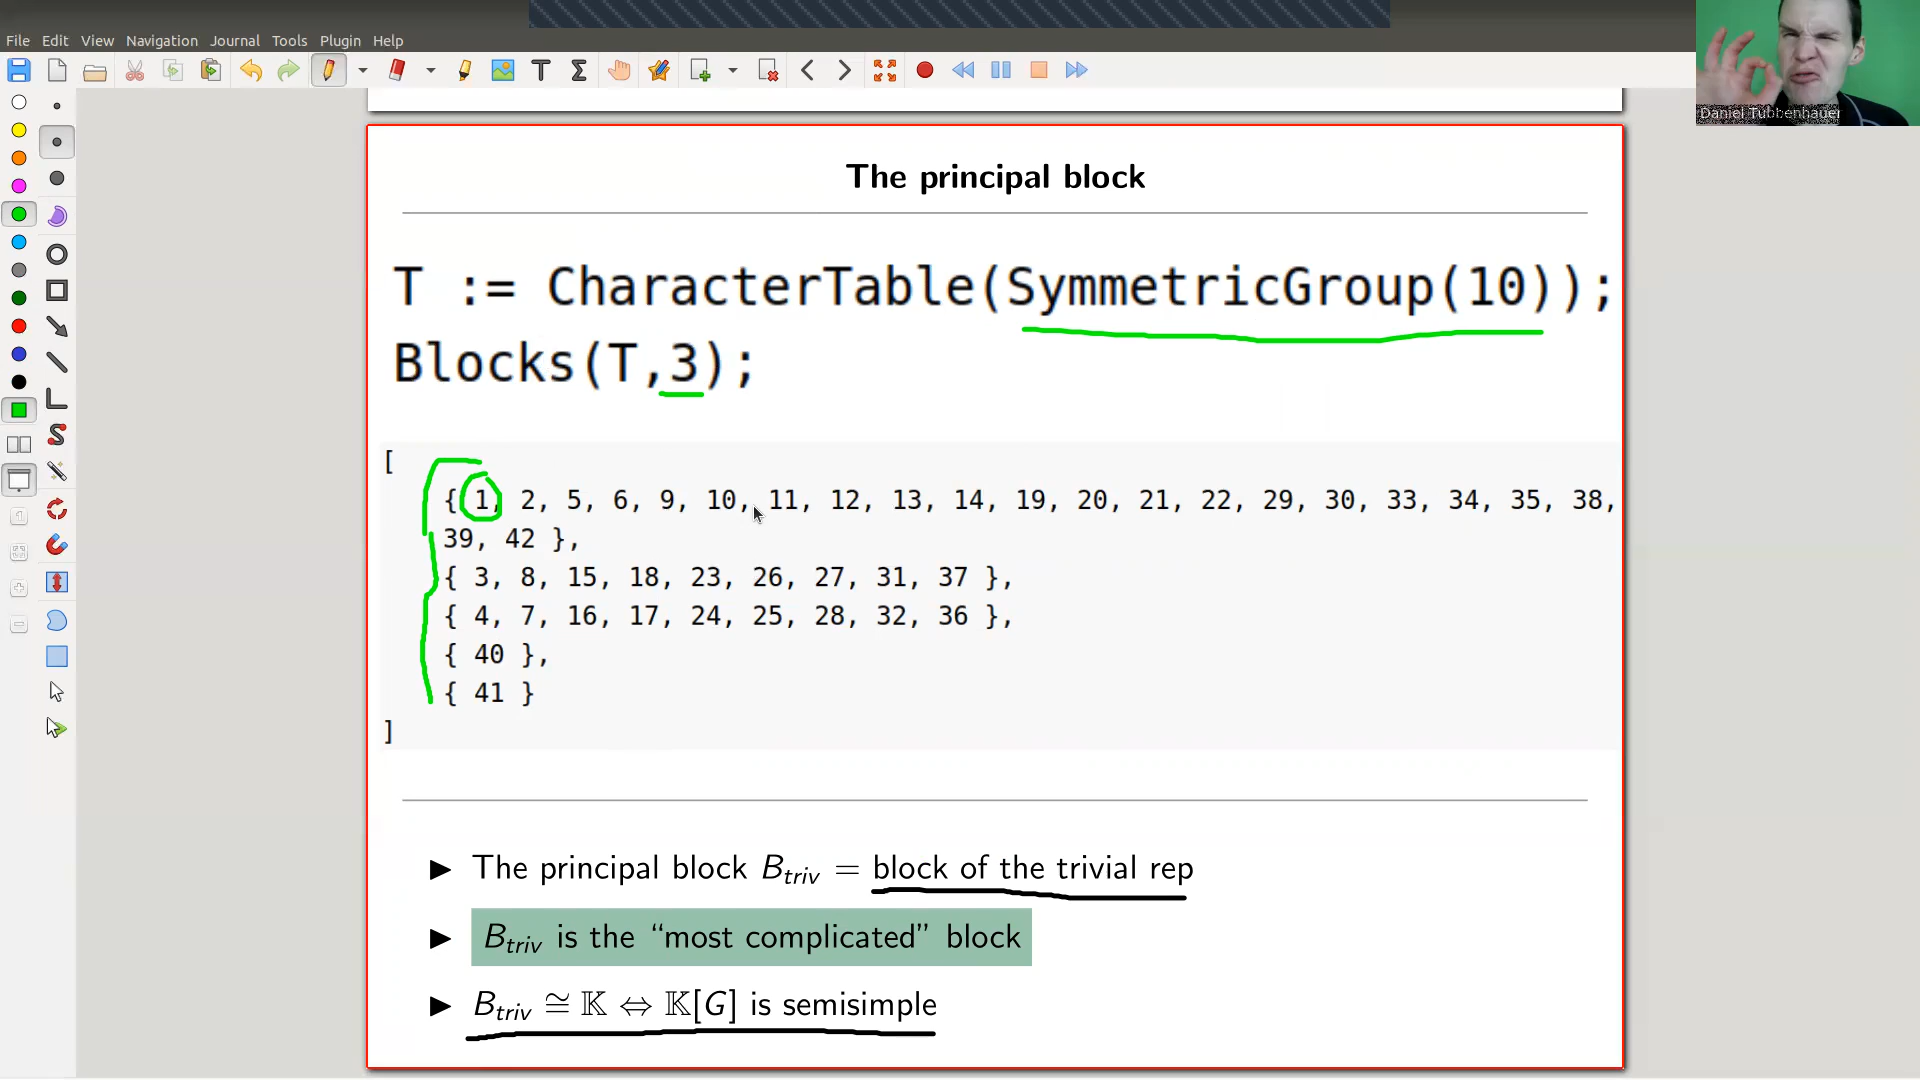 File Edit View Navigation Journal Tools Plugin Help
Daniel Tubbenhauer
The principal block
T := CharacterTable(SymmetricGroup(10));
Blocks(T,3);
[
{ 1, 2, 5, 6, 9, 10, 11, 12, 13, 14, 19, 20, 21, 22, 29, 30, 33, 34, 35, 38,
39, 42 },
{ 3, 8, 15, 18, 23, 26, 27, 31, 37 },
{ 4, 7, 16, 17, 24, 25, 28, 32, 36 },
{ 40 },
{ 41 }
]
▶ The principal block B_triv = block of the trivial rep
▶ B_triv is the “most complicated” block
▶ B_triv ≅ 𝕂 ⇔ 𝕂[G] is semisimple